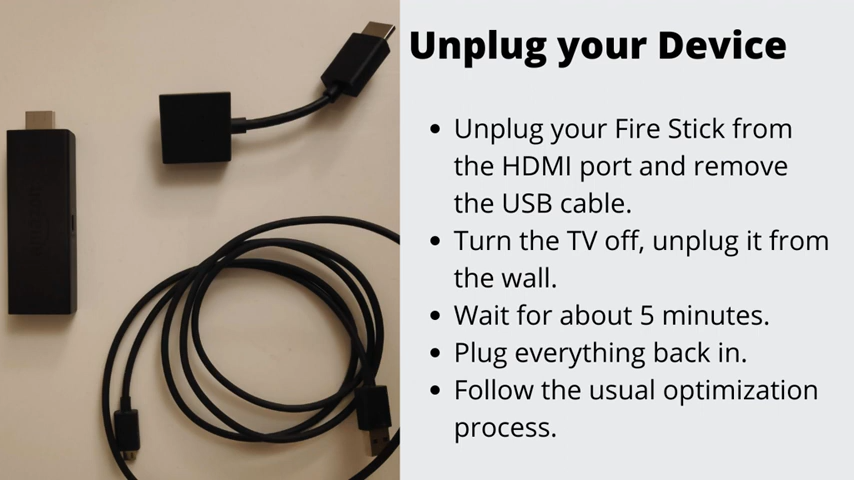 Unplug your Device
• Unplug your Fire Stick from
the HDMI port and remove
the USB cable.
• Turn the TV off, unplug it from
the wall.
• Wait for about 5 minutes.
• Plug everything back in.
• Follow the usual optimization
process.